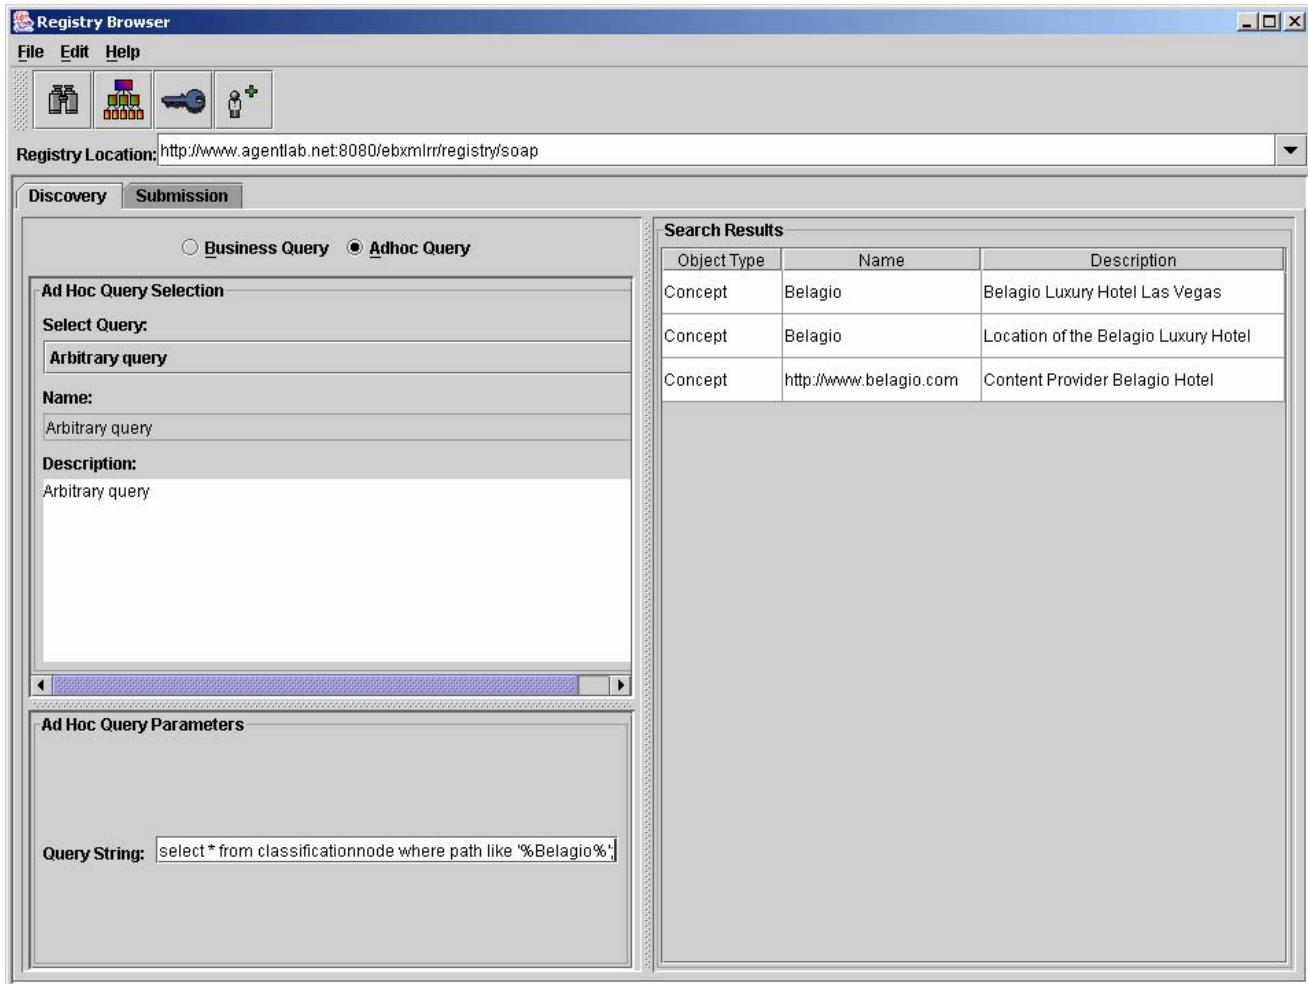 Registry Browser
File Edit Help
Registry Location: http://www.agentlab.net:8080/ebxmlrr/registry/soap
Discovery Submission
Business Query Adhoc Query
Ad Hoc Query Selection
Select Query:
Arbitrary query
Name:
Arbitrary query
Description:
Arbitrary query
Ad Hoc Query Parameters
Query String: select * from classificationnode where path like '%Belagio%';
Search Results
Object Type Name Description
Concept Belagio Belagio Luxury Hotel Las Vegas
Concept Belagio Location of the Belagio Luxury Hotel
Concept http://www.belagio.com Content Provider Belagio Hotel